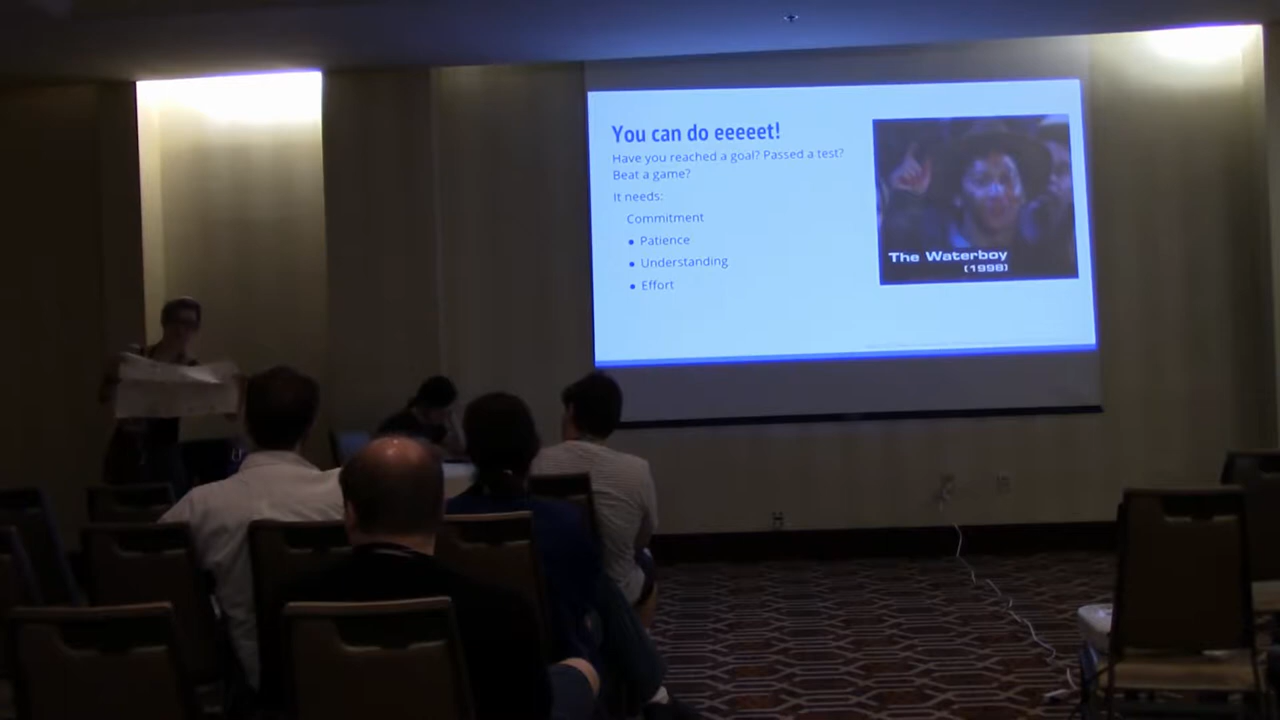 You can do eeeeet!
Have you reached a goal? Passed a test?
Beat a game?
It needs:
Commitment
• Patience
• Understanding
• Effort
The Waterboy
(1998)